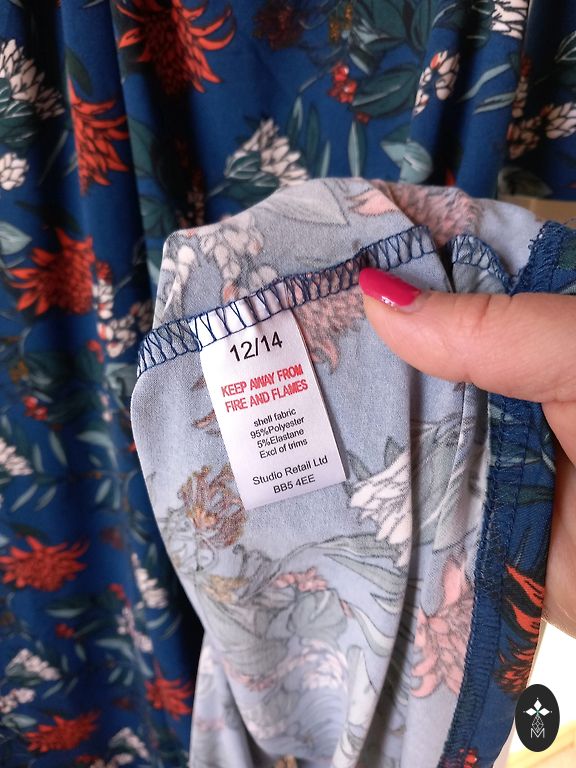 12/14
KEEP AWAY FROM
FIRE AND FLAMES
shell fabric
95%Polyester
5%Elastane
Excl of trims
Studio Retail Ltd
BB5 4EE
M